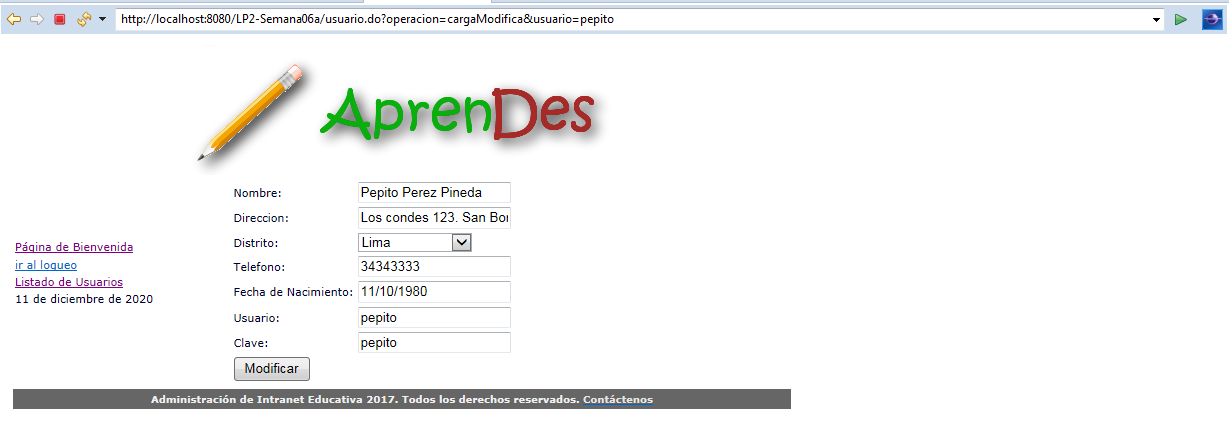 http://localhost:8080/LP2-Semana06a/usuario.do?operacion=cargaModifica&usuario=pepito
AprenDes
Nombre: Pepito Perez Pineda
Direccion: Los condes 123. San Bor
Distrito: Lima
Telefono: 34343333
Fecha de Nacimiento: 11/10/1980
Usuario: pepito
Clave: pepito
Modificar
Página de Bienvenida
ir al loqueo
Listado de Usuarios
11 de diciembre de 2020
Administración de Intranet Educativa 2017. Todos los derechos reservados. Contáctenos